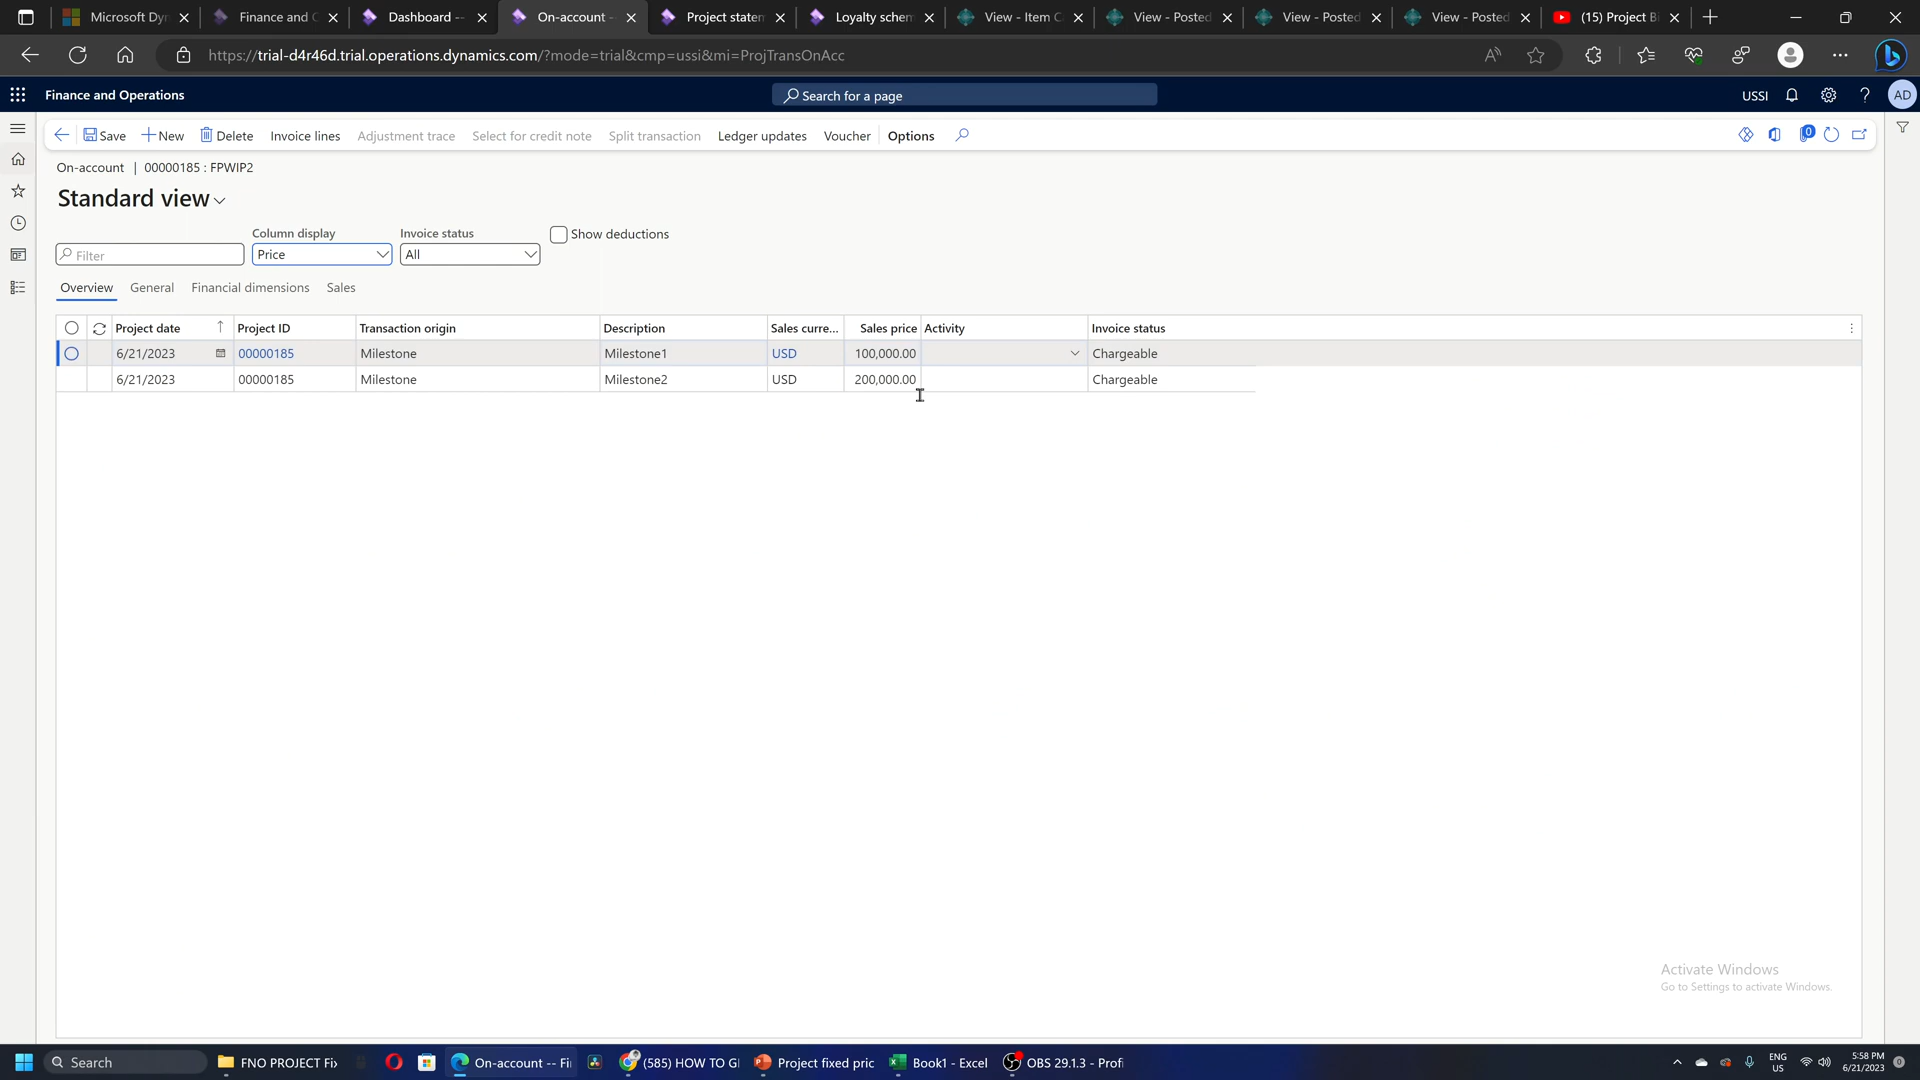 Microsoft Dyn
Finance and O
Dashboard --
On-account -
Project statem
Loyalty schem
View - Item C
View - Posted
View - Posted
View - Posted
(15) Project Bi
https://trial-d4r46d.trial.operations.dynamics.com/?mode=trial&cmp=ussi&mi=ProjTransOnAcc
Finance and Operations
Search for a page
USSI
?
AD
Save
New
Delete
Invoice lines
Adjustment trace
Select for credit note
Split transaction
Ledger updates
Voucher
Options
0
On-account | 00000185 : FPWIP2
Standard view
Column display
Invoice status
Show deductions
Filter
Price
All
Overview
General
Financial dimensions
Sales
Project date Project ID Transaction origin Description Sales curre... Sales price Activity Invoice status
6/21/2023 00000185 Milestone Milestone1 USD 100,000.00 Chargeable
6/21/2023 00000185 Milestone Milestone2 USD 200,000.00 Chargeable
Activate Windows
Go to Settings to activate Windows.
Search
FNO PROJECT Fix
On-account -- Fi
(585) HOW TO G
Project fixed pric
Book1 - Excel
OBS 29.1.3 - Profi
ENG
US
5:58 PM
6/21/2023